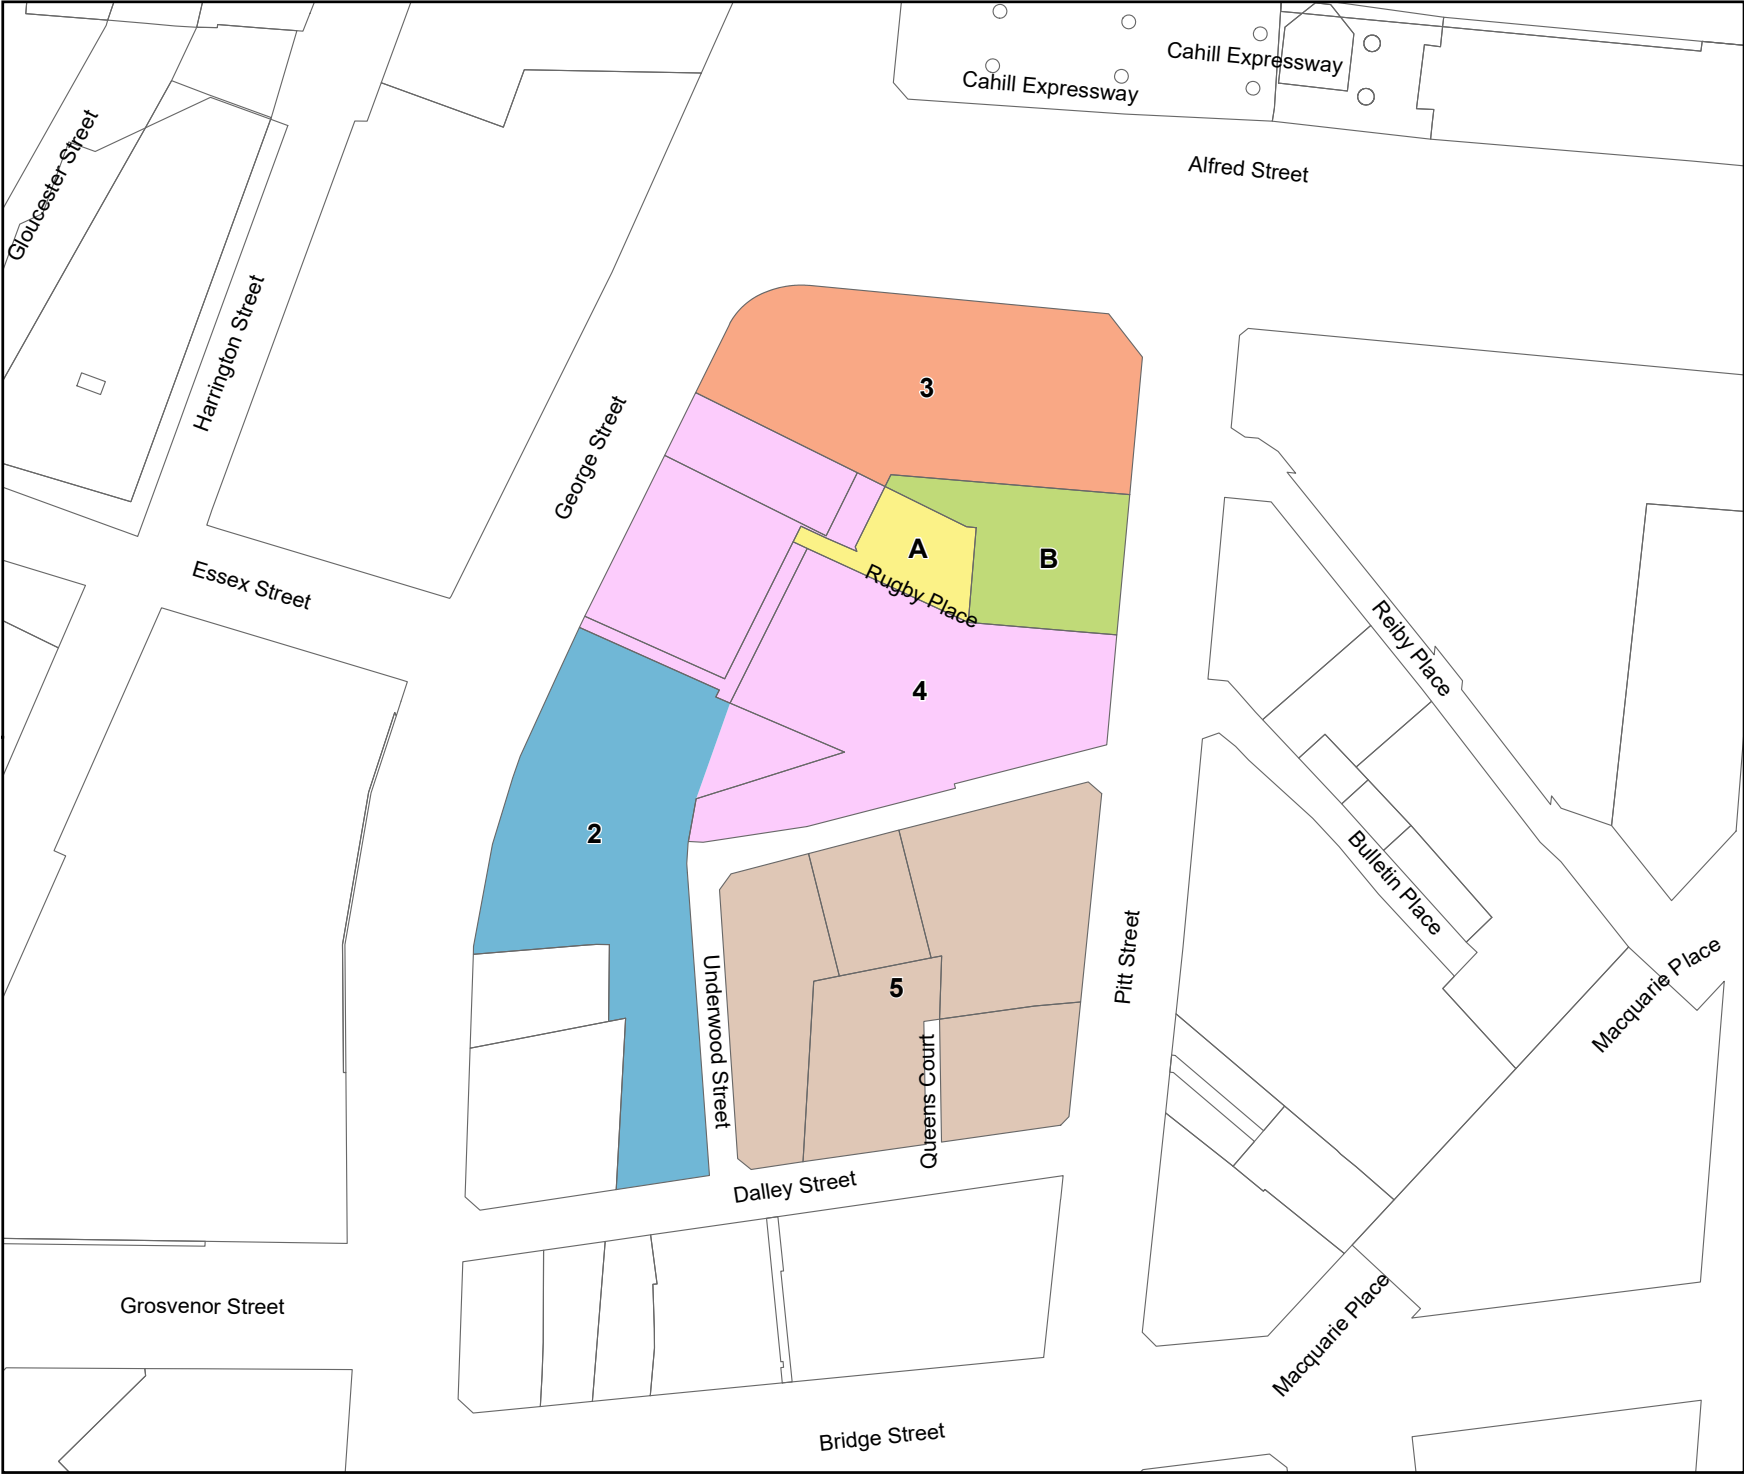 Cahill Expressway
Cahill Expressway
Alfred Street
Gloucester Street
Harrington Street
George Street
3
A
B
Rugby Place
Essex Street
Reiby Place
4
2
Bulletin Place
5
Underwood Street
Pitt Street
Macquarie Place
Queens Court
Dalley Street
Grosvenor Street
Macquarie Place
Bridge Street